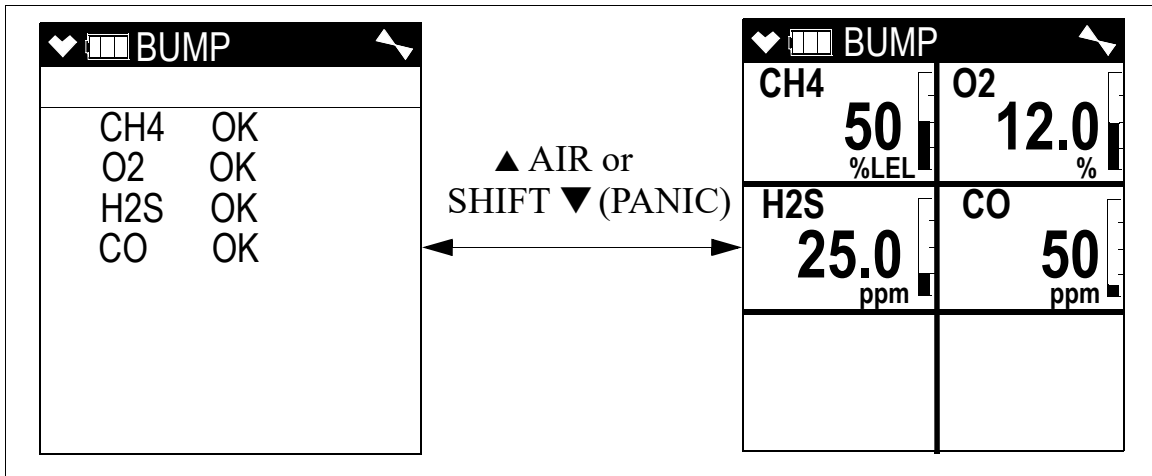 BUMP
CH4 OK
O2 OK
H2S OK
CO OK
▲ AIR or
SHIFT ▼ (PANIC)
BUMP
CH4
50
%LEL
O2
12.0
%
H2S
25.0
ppm
CO
50
ppm